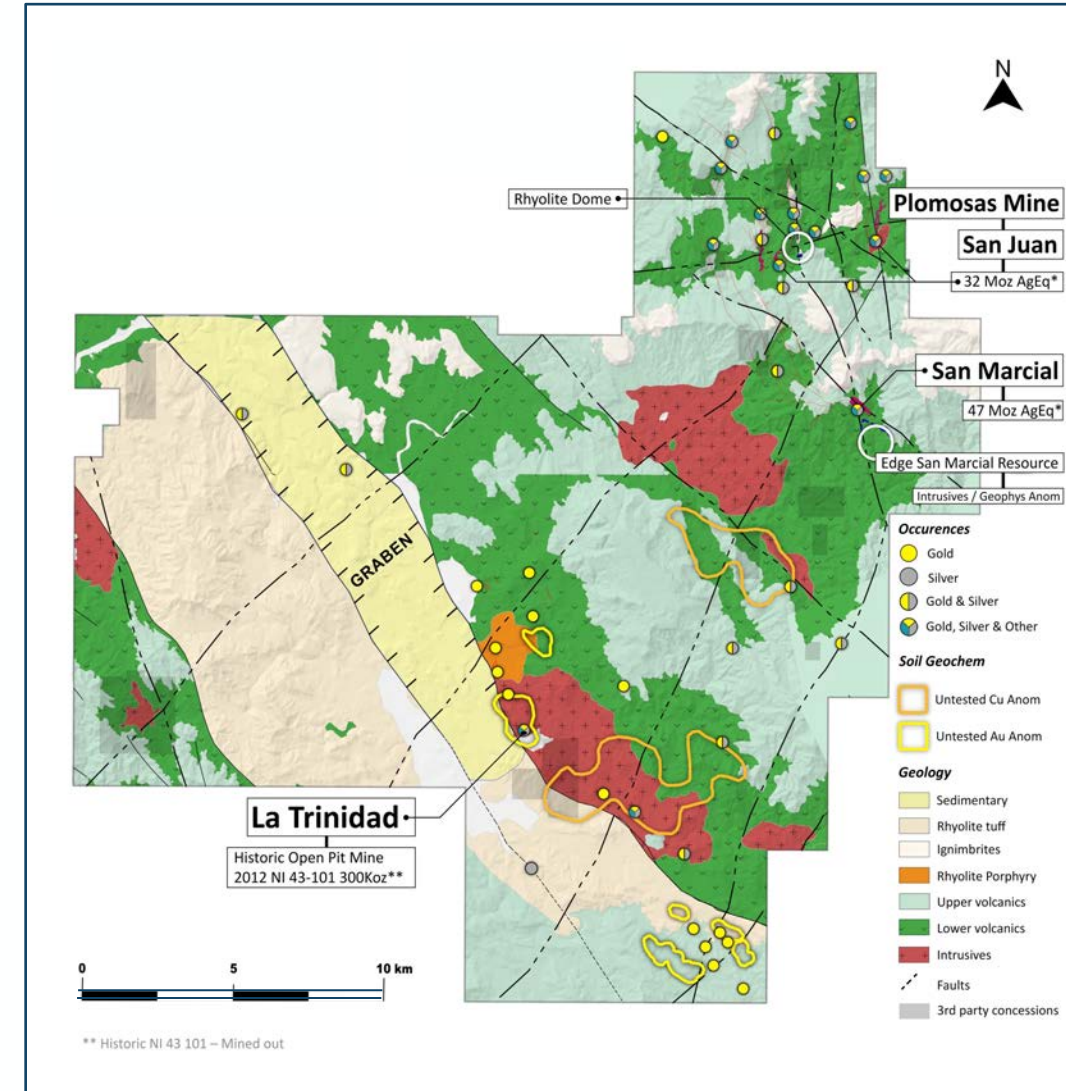 N
Rhyolite Dome
Plomosas Mine
San Juan
32 Moz AgEq*
San Marcial
47 Moz AgEq*
Edge San Marcial Resource
Intrusives / Geophys Anom
GRABEN
Occurences
Gold
Silver
Gold & Silver
Gold, Silver & Other
Soil Geochem
Untested Cu Anom
Untested Au Anom
Geology
Sedimentary
Rhyolite tuff
Ignimbrites
Rhyolite Porphyry
Upper volcanics
Lower volcanics
Intrusives
Faults
3rd party concessions
La Trinidad
Historic Open Pit Mine
2012 NI 43-101 300Koz**
0 5 10 km
** Historic NI 43 101 – Mined out